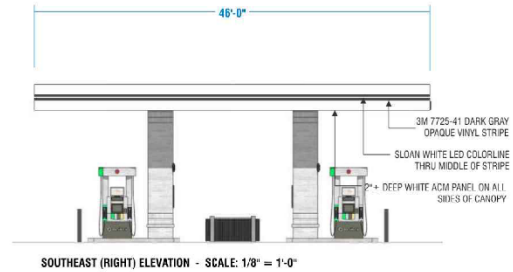 46'-0"
3M 7725-41 DARK GRAY
OPAQUE VINYL STRIPE
SLOAN WHITE LED COLORLINE
THRU MIDDLE OF STRIPE
2"+ DEEP WHITE ACM PANEL ON ALL
SIDES OF CANOPY
SOUTHEAST (RIGHT) ELEVATION - SCALE: 1/8" = 1'-0"